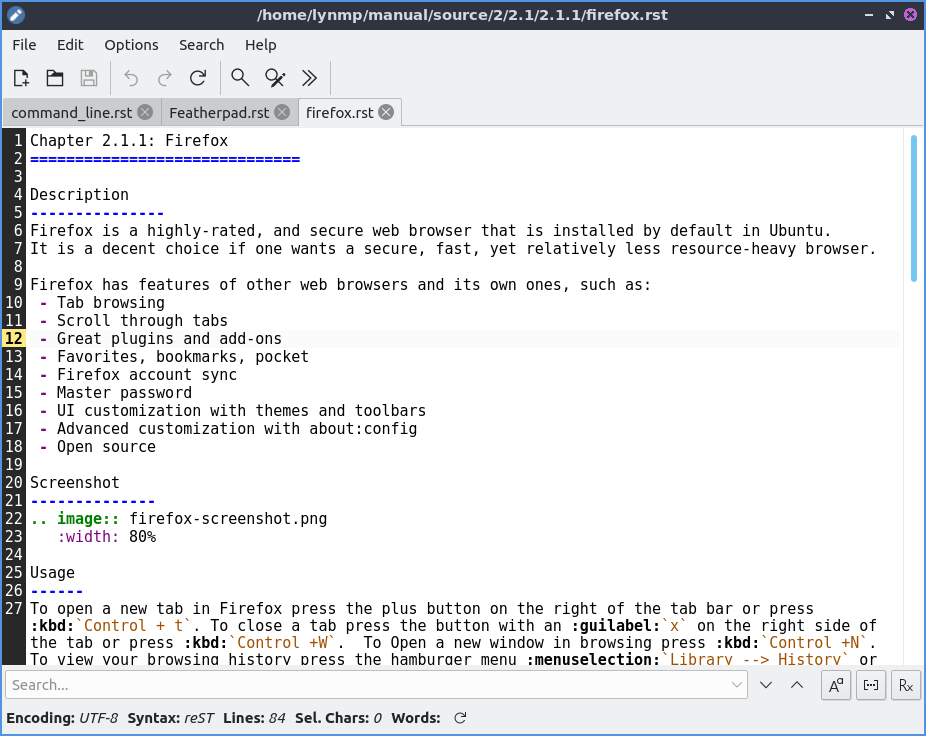 /home/lynmp/manual/source/2/2.1/2.1.1/firefox.rst
File Edit Options Search Help
command_line.rst Featherpad.rst firefox.rst
1 Chapter 2.1.1: Firefox
2 ==============================
3
4 Description
5 ---------------
6 Firefox is a highly-rated, and secure web browser that is installed by default in Ubuntu.
7 It is a decent choice if one wants a secure, fast, yet relatively less resource-heavy browser.
8
9 Firefox has features of other web browsers and its own ones, such as:
10 - Tab browsing
11 - Scroll through tabs
12 - Great plugins and add-ons
13 - Favorites, bookmarks, pocket
14 - Firefox account sync
15 - Master password
16 - UI customization with themes and toolbars
17 - Advanced customization with about:config
18 - Open source
19
20 Screenshot
21 --------------
22 .. image:: firefox-screenshot.png
23 :width: 80%
24
25 Usage
26 ------
27 To open a new tab in Firefox press the plus button on the right of the tab bar or press
:kbd:`Control + t`. To close a tab press the button with an :guilabel:`x` on the right side of
the tab or press :kbd:`Control +W`.  To Open a new window in browsing press :kbd:`Control +N`.
To view your browsing history press the hamburger menu :menuselection:`Library --> History` or
Search...
Aª
Rx
Encoding: UTF-8 Syntax: reST Lines: 84 Sel. Chars: 0 Words: